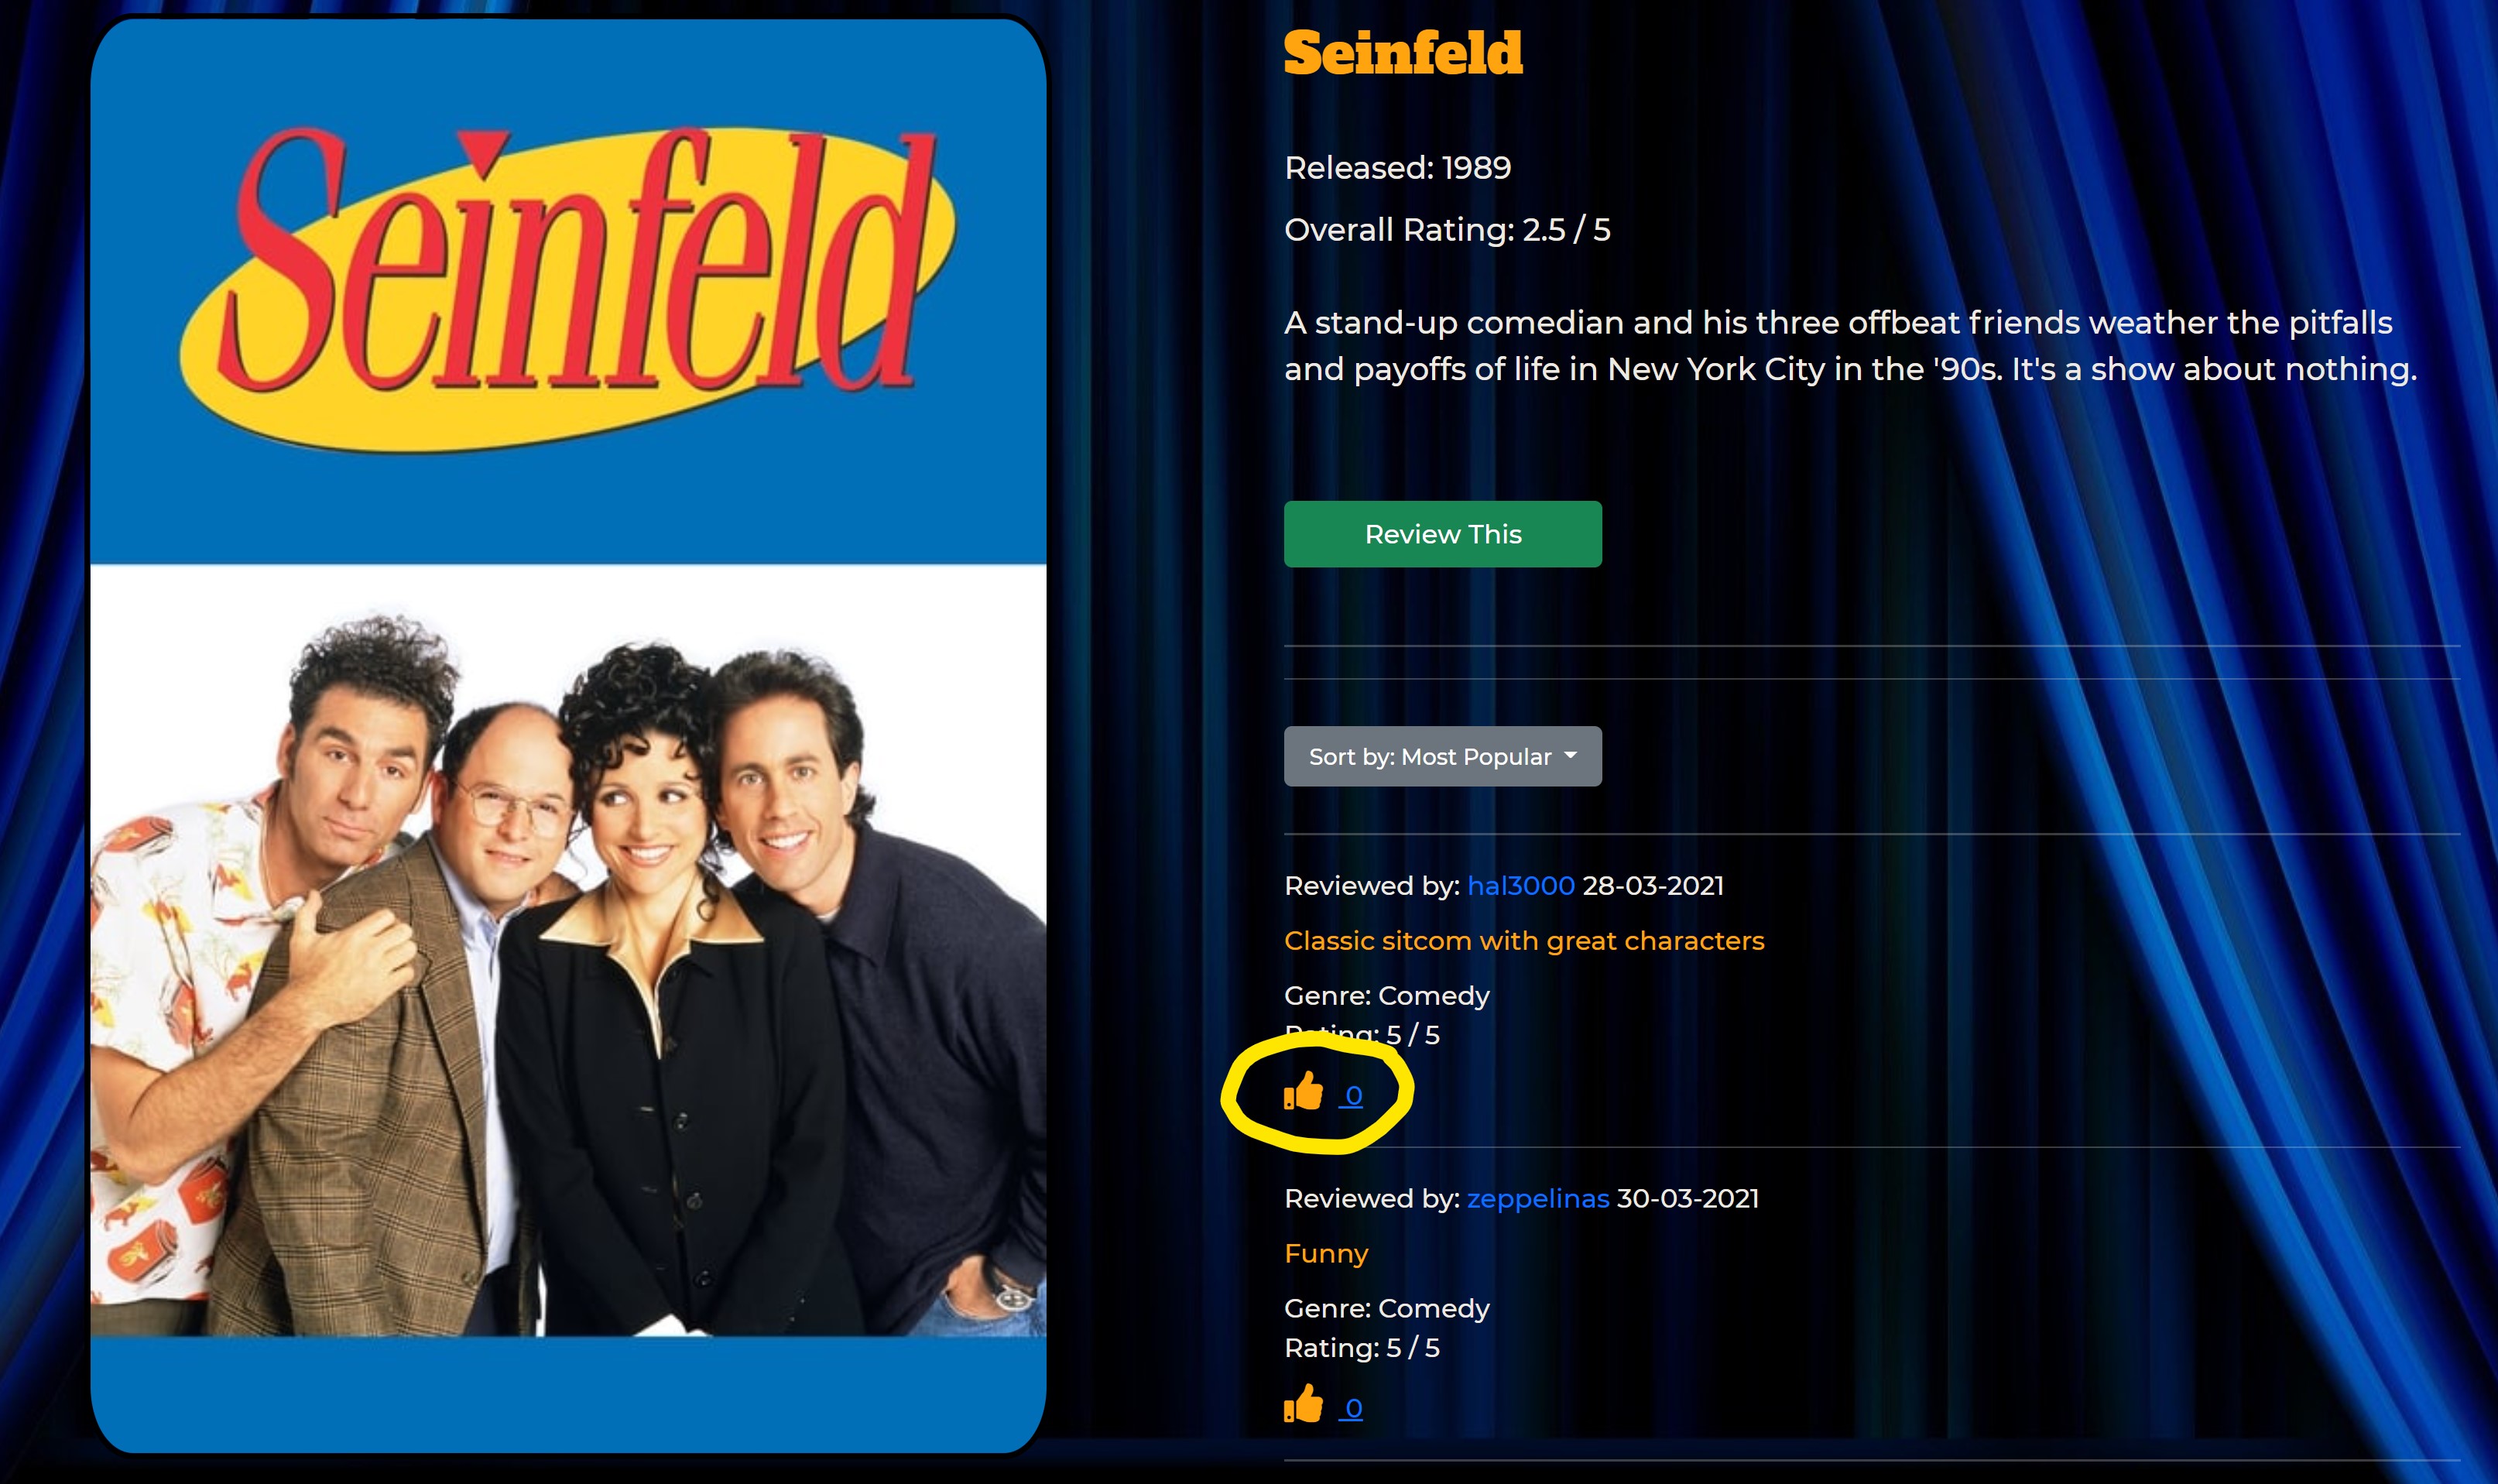 Seinfeld
Seinfeld
Released: 1989
Overall Rating: 2.5 / 5
A stand-up comedian and his three offbeat friends weather the pitfalls
and payoffs of life in New York City in the '90s. It's a show about nothing.
Review This
Sort by: Most Popular
Reviewed by: hal3000 28-03-2021
Classic sitcom with great characters
Genre: Comedy
Rating: 5 / 5
0
Reviewed by: zeppelinas 30-03-2021
Funny
Genre: Comedy
Rating: 5 / 5
0